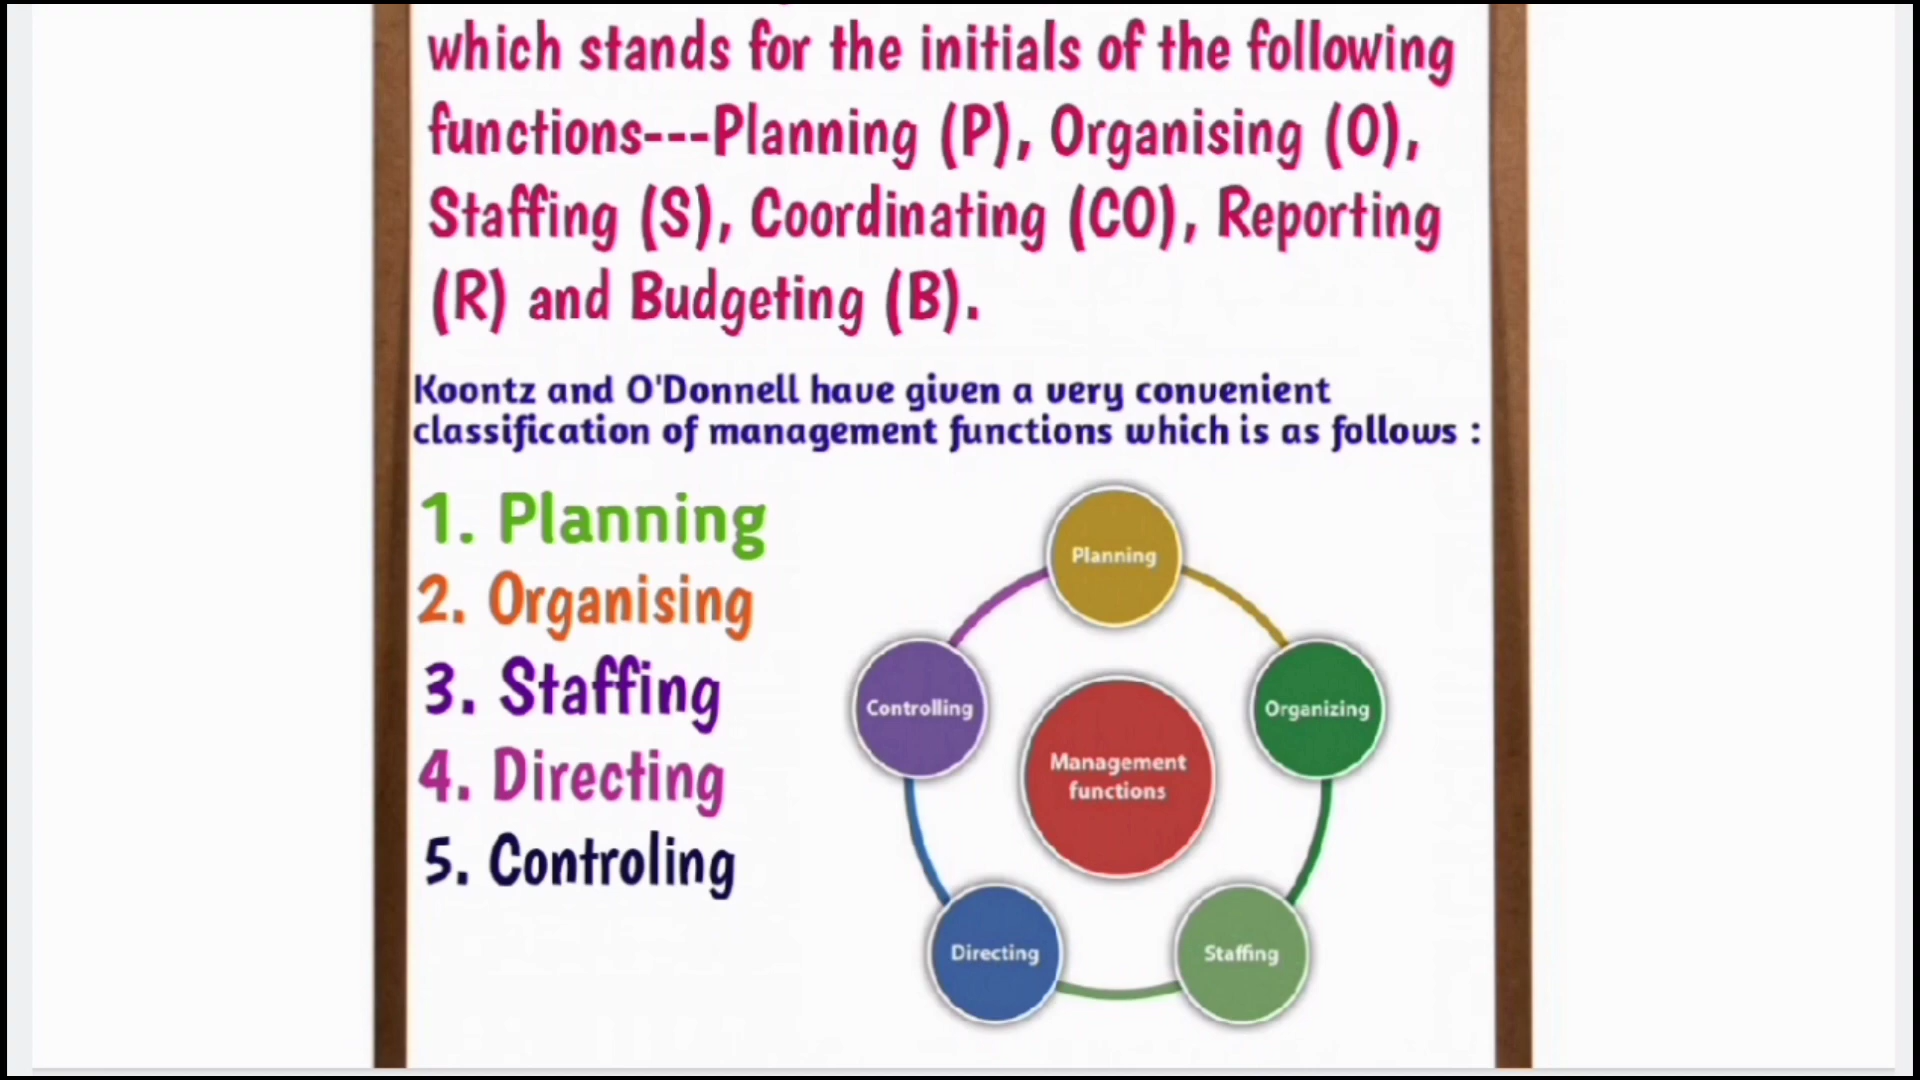 which stands for the initials of the following
functions---Planning (P), Organising (O),
Staffing (S), Coordinating (CO), Reporting
(R) and Budgeting (B).
Koontz and O'Donnell have given a very convenient
classification of management functions which is as follows :
1. Planning
2. Organising
3. Staffing
4. Directing
5. Controling
Planning
Controlling
Organizing
Management
functions
Directing
Staffing